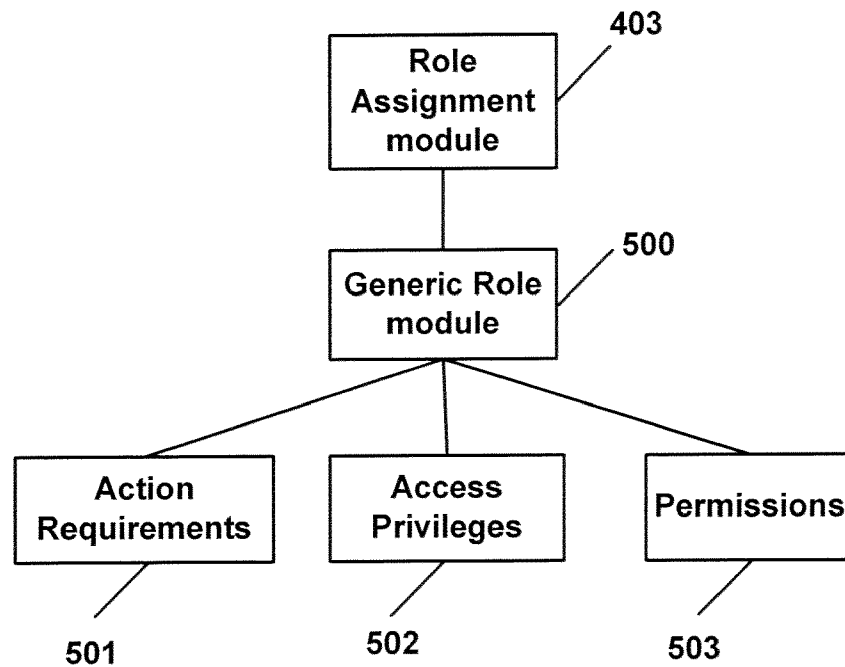 403
Role
Assignment
module
500
Generic Role
module
Action
Requirements
Access
Privileges
Permissions
501
502
503